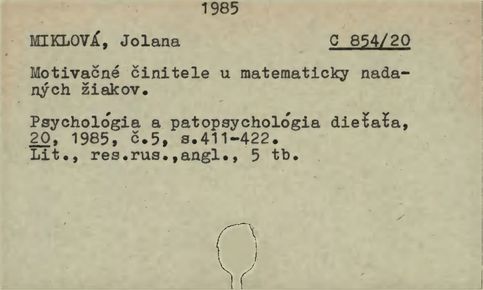 1985
MIKLOVÁ, Jolana C 854/20
Motivačné činitele u matematicky nada-
ných žiakov.
Psychológia a patopsychológia dieťaťa,
20, 1985, č.5, s.411-422.
Lit., res.rus.,angl., 5 tb.